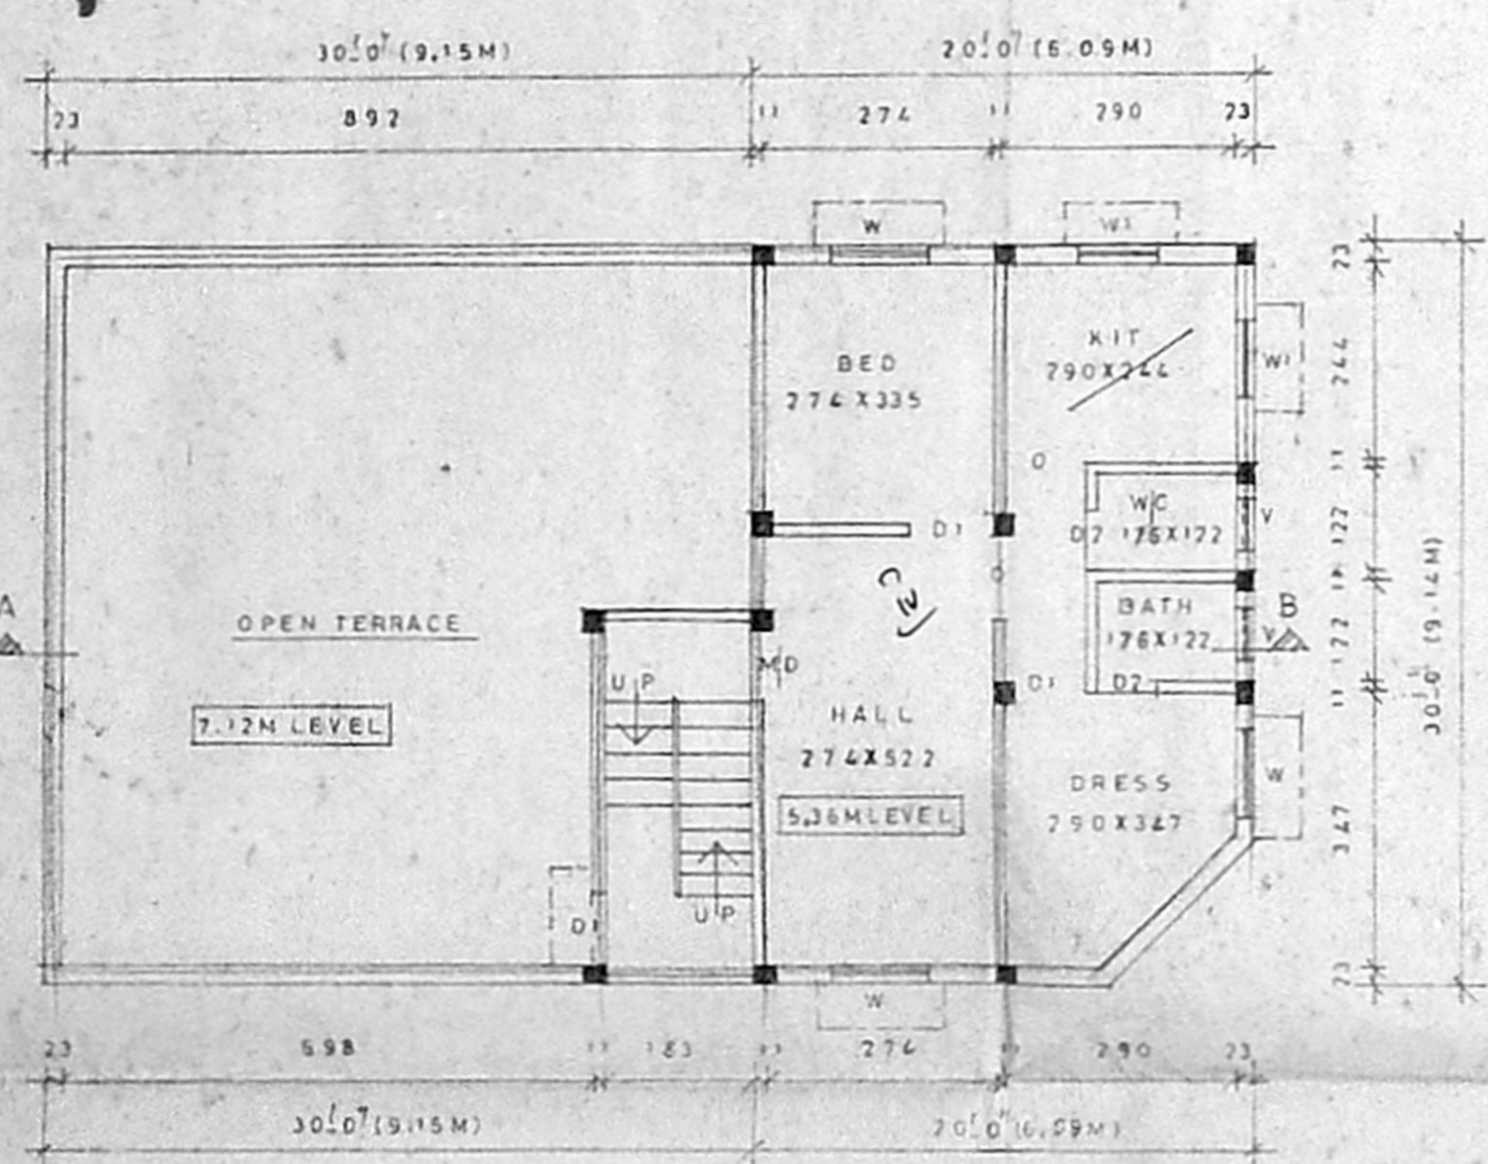 30'0" (9.15M) 20'0" (6.09M)
23 892 11 274 11 290 23
W W1
23
KIT
290X244
W1
244
BED
274 X 335
O
11
WC
D1 D2 176X122 V
122
O
11
30'0" (9.14M)
A BATH B
OPEN TERRACE 176X122 V
122
MD
UP D1 D2
11
7.12M LEVEL
HALL
274X522
DRESS W
5.36M LEVEL
290X347
347
UP
D1
23
W
23 698 11 183 11 274 11 290 23
30'0" (9.15M) 20'0" (6.09M)